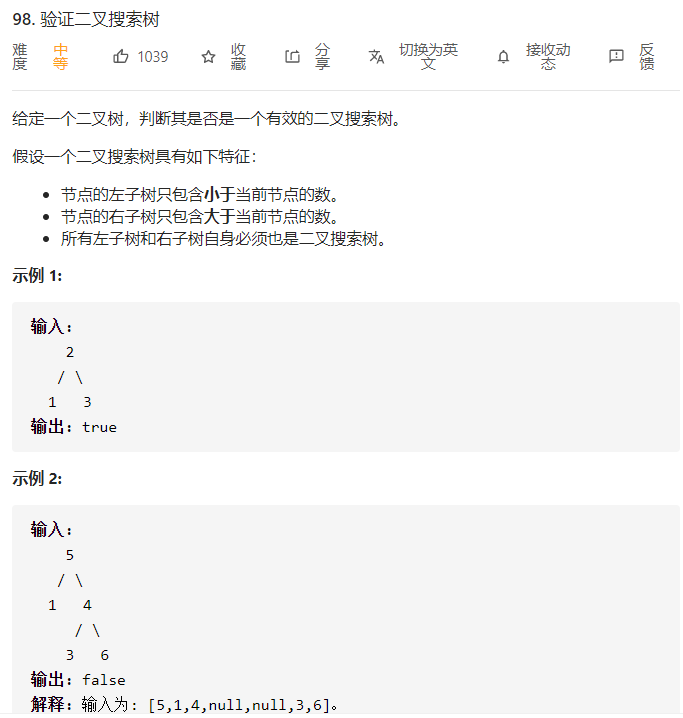 98. 验证二叉搜索树
难度 中等 1039 收藏 分享 切换为英文 接收动态 反馈
给定一个二叉树，判断其是否是一个有效的二叉搜索树。
假设一个二叉搜索树具有如下特征：
节点的左子树只包含小于当前节点的数。
节点的右子树只包含大于当前节点的数。
所有左子树和右子树自身必须也是二叉搜索树。
示例 1:
输入:
    2
   / \
  1   3
输出: true
示例 2:
输入:
    5
   / \
  1   4
     / \
    3   6
输出: false
解释: 输入为: [5,1,4,null,null,3,6]。